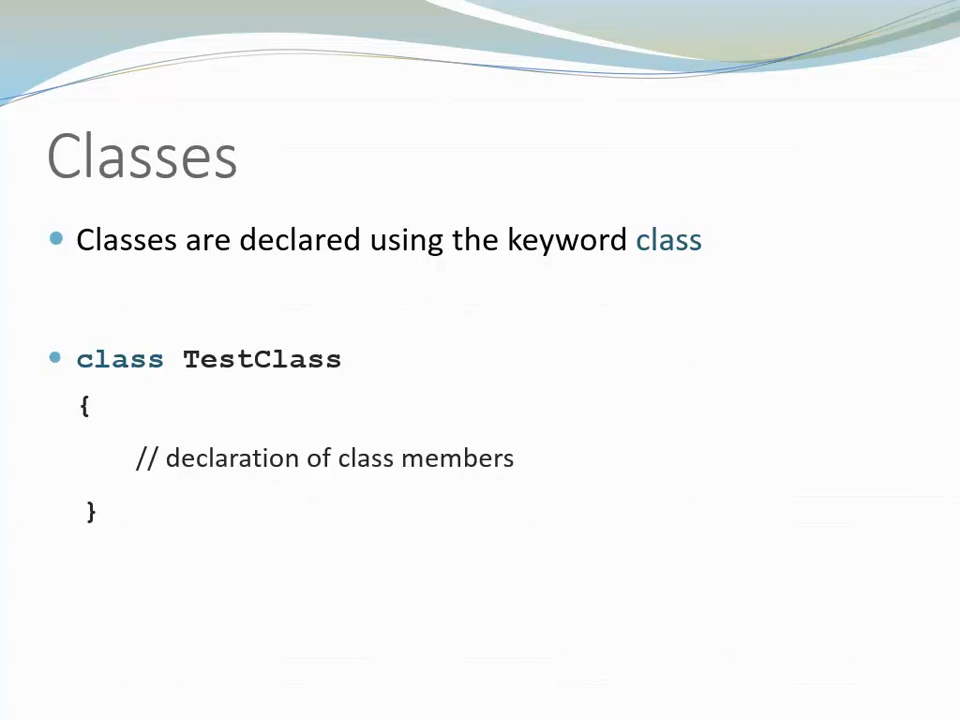 Classes
Classes are declared using the keyword class
class TestClass
{
// declaration of class members
}